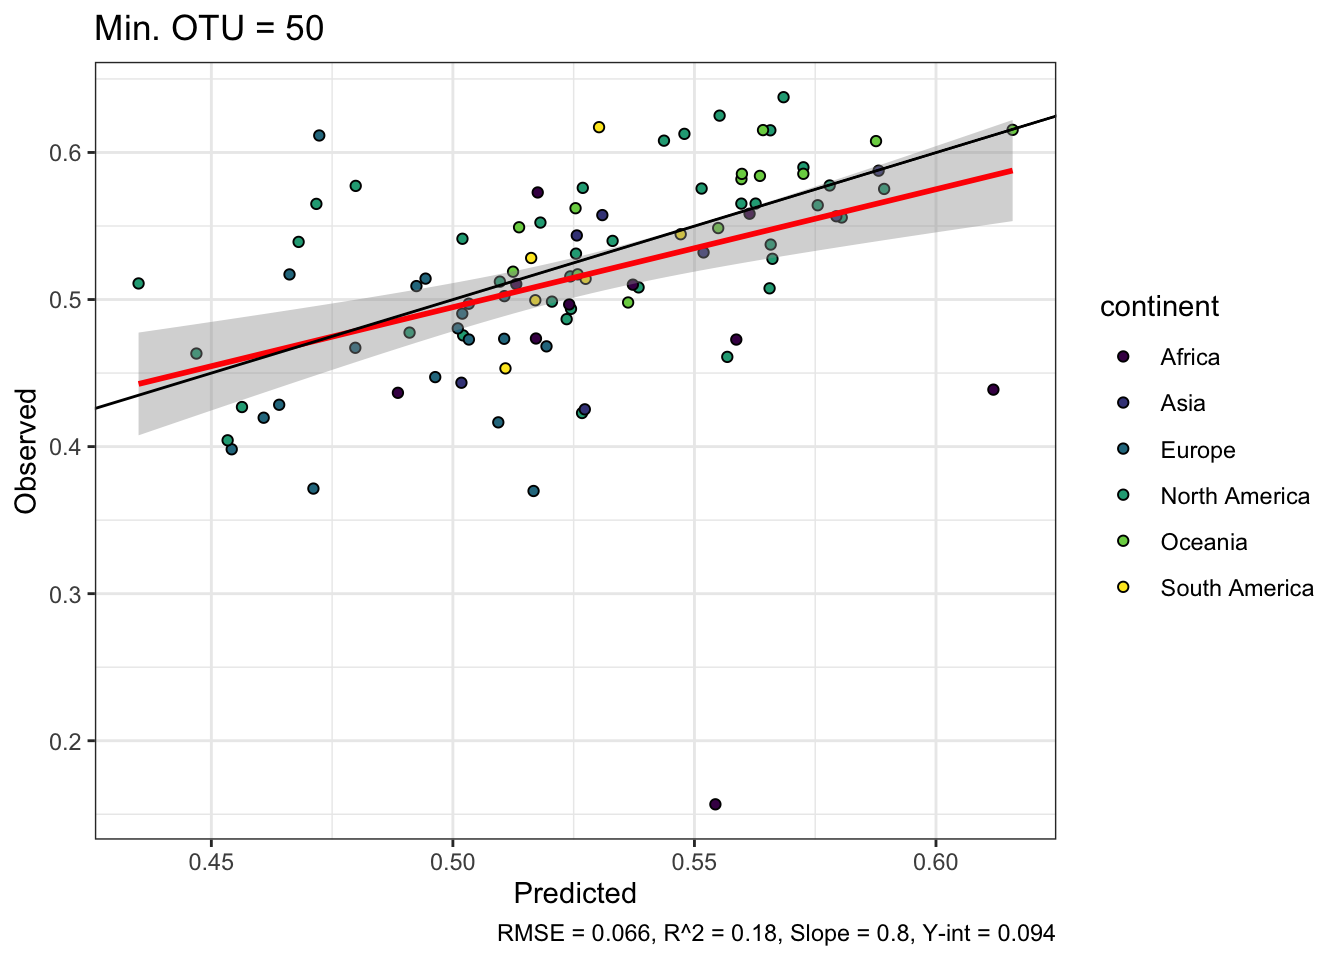 Min. OTU = 50
Observed
0.6
0.5
0.4
0.3
0.2
0.45 0.50 0.55 0.60
Predicted
continent
Africa
Asia
Europe
North America
Oceania
South America
RMSE = 0.066, R^2 = 0.18, Slope = 0.8, Y-int = 0.094